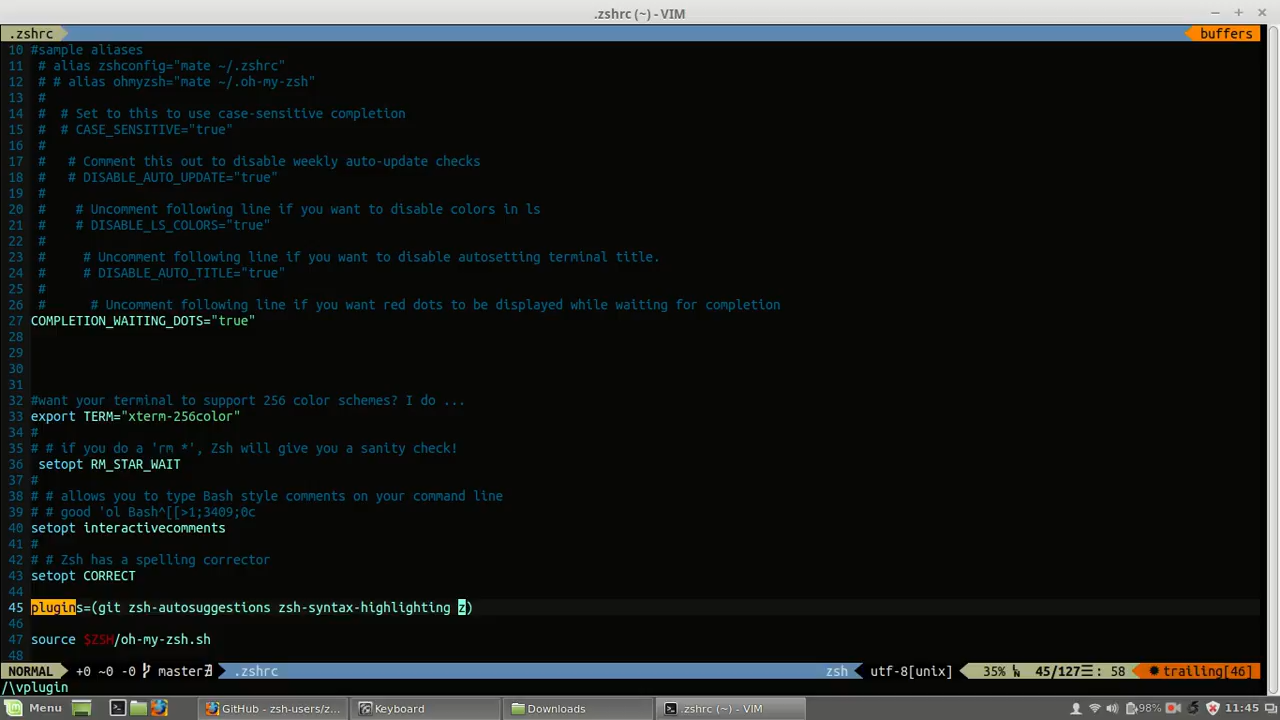 .zshrc (~) - VIM
.zshrc
buffers
10 #sample aliases
11  # alias zshconfig="mate ~/.zshrc"
12  # # alias ohmyzsh="mate ~/.oh-my-zsh"
13  #
14  #  # Set to this to use case-sensitive completion
15  #  # CASE_SENSITIVE="true"
16  #
17  #   # Comment this out to disable weekly auto-update checks
18  #   # DISABLE_AUTO_UPDATE="true"
19  #
20  #    # Uncomment following line if you want to disable colors in ls
21  #    # DISABLE_LS_COLORS="true"
22  #
23  #     # Uncomment following line if you want to disable autosetting terminal title.
24  #     # DISABLE_AUTO_TITLE="true"
25  #
26  #      # Uncomment following line if you want red dots to be displayed while waiting for completion
27 COMPLETION_WAITING_DOTS="true"
28
29
30
31
32 #want your terminal to support 256 color schemes? I do ...
33 export TERM="xterm-256color"
34 #
35 # # if you do a 'rm *', Zsh will give you a sanity check!
36  setopt RM_STAR_WAIT
37 #
38 # # allows you to type Bash style comments on your command line
39 # # good 'ol Bash^[[>1;3409;0c
40 setopt interactivecomments
41 #
42 # # Zsh has a spelling corrector
43 setopt CORRECT
44
45 plugins=(git zsh-autosuggestions zsh-syntax-highlighting z)
46
47 source $ZSH/oh-my-zsh.sh
48
NORMAL +0 ~0 -0 master .zshrc zsh utf-8[unix] 35% 45/127 : 58 trailing[46]
/\vplugin
Menu GitHub - zsh-users/z... Keyboard Downloads .zshrc (~) - VIM 98% 11:45